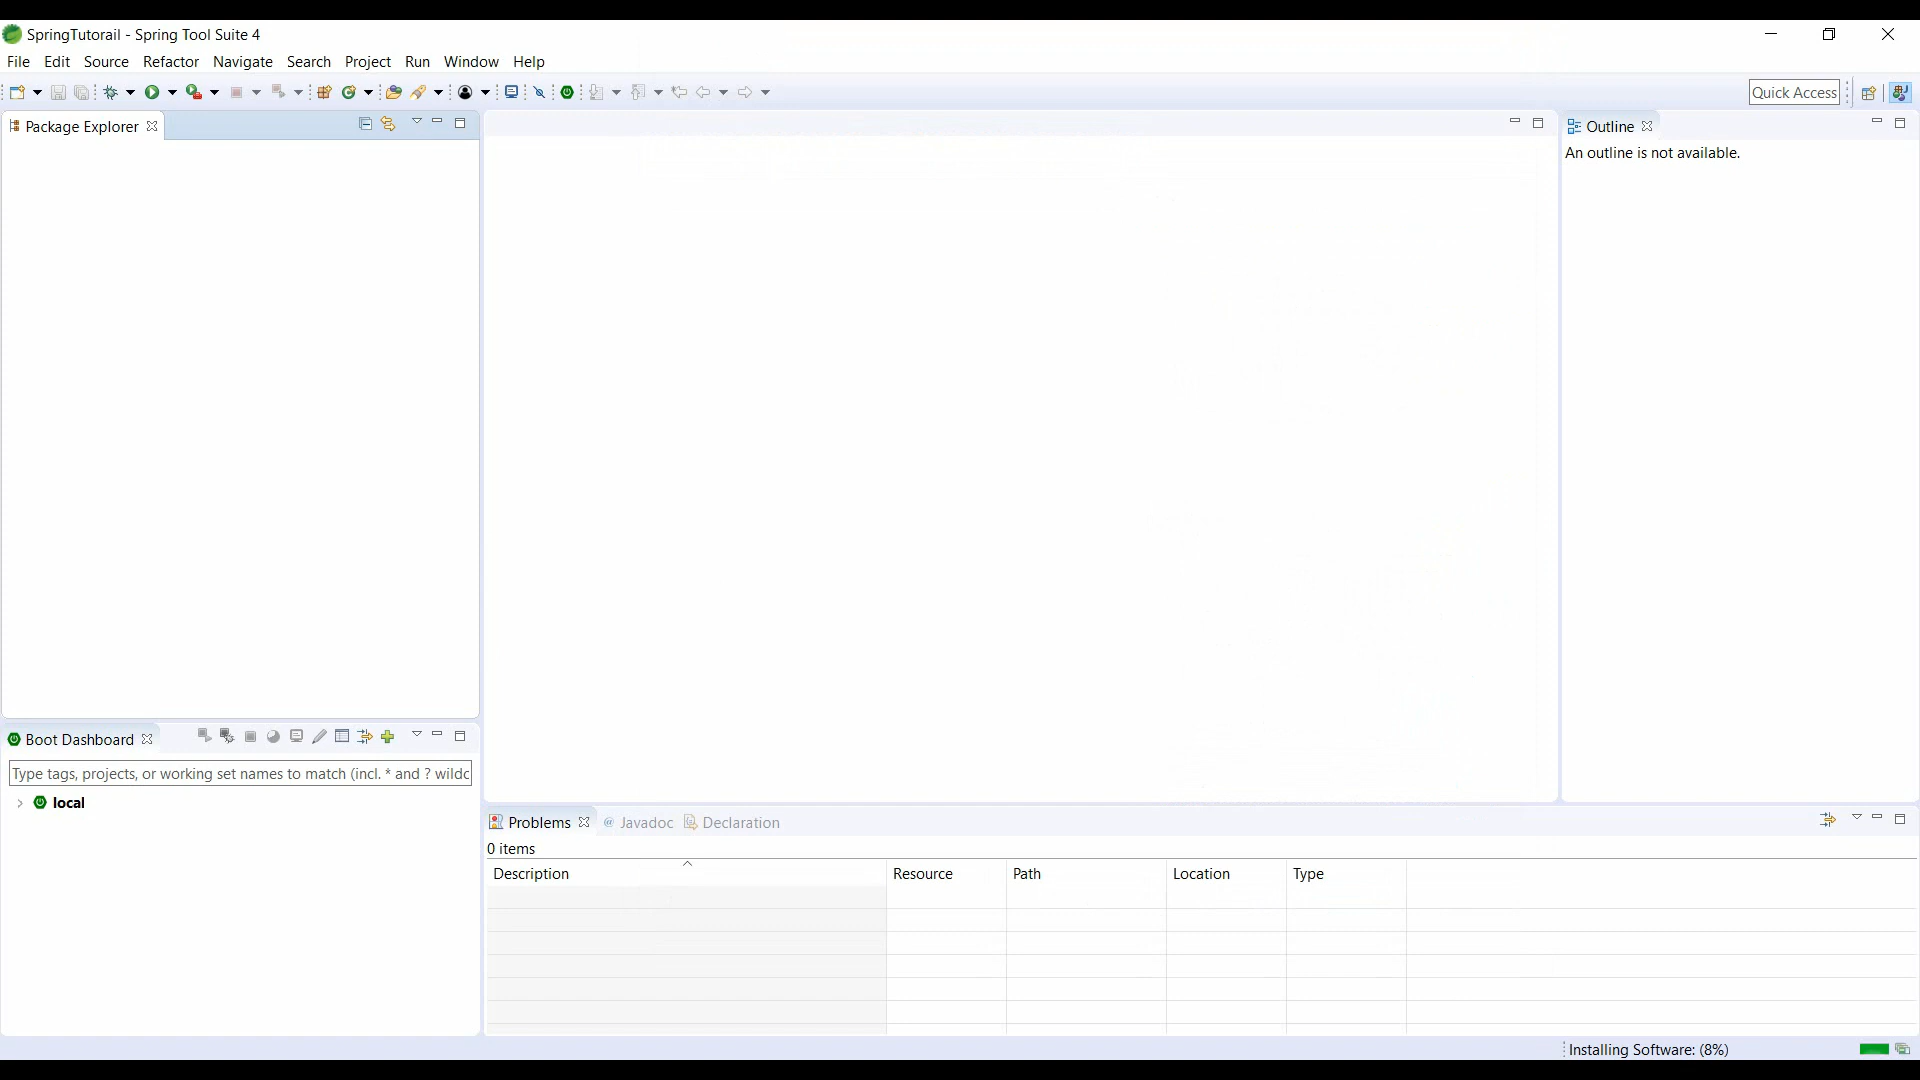 SpringTutorail - Spring Tool Suite 4
File Edit Source Refactor Navigate Search Project Run Window Help
Quick Access
Package Explorer
Outline
An outline is not available.
Boot Dashboard
Type tags, projects, or working set names to match (incl. * and ? wildc
local
Problems @ Javadoc Declaration
0 items
Description Resource Path Location Type
Installing Software: (8%)